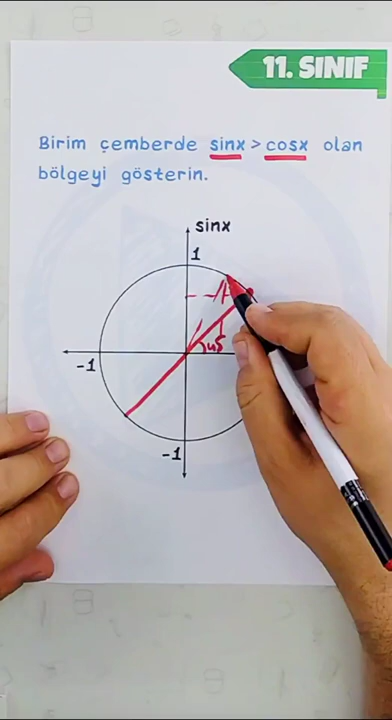 11. SINIF
Birim çemberde sinx > cosx olan
bölgeyi gösterin.
sinx
1
45
-1
-1